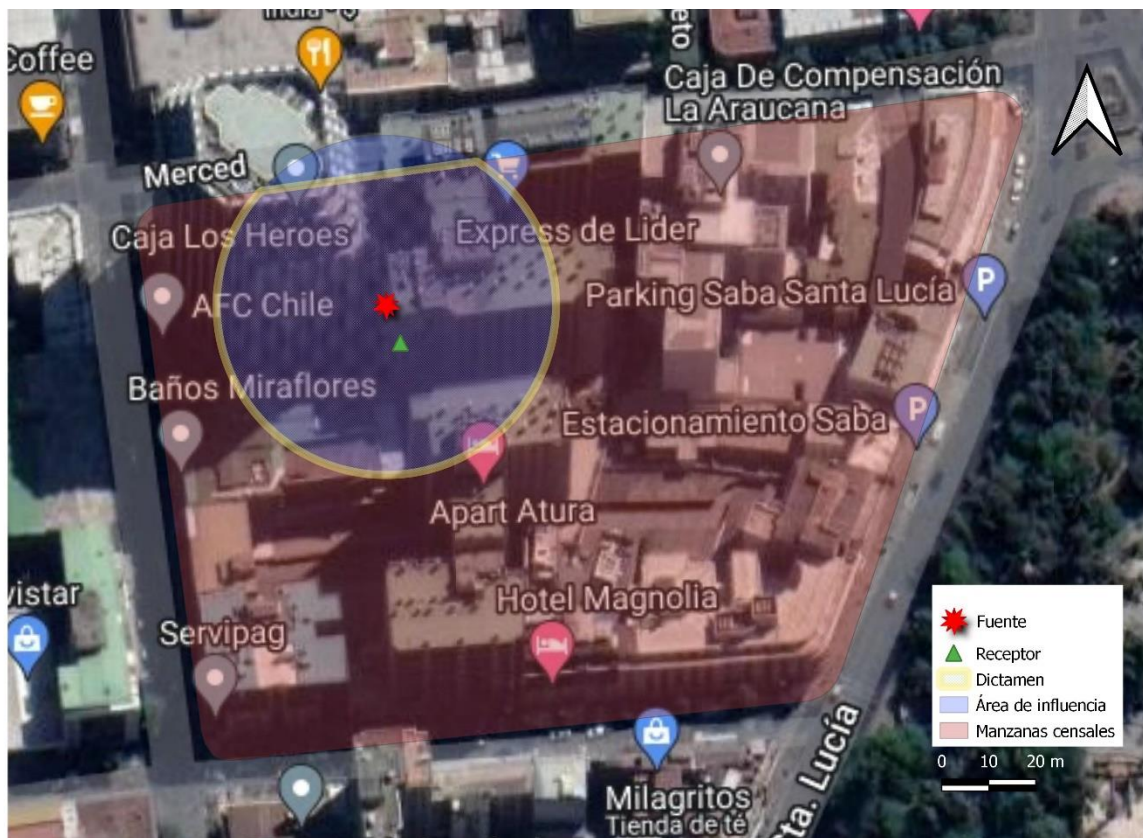 Coffee
Merced
Caja De Compensación
La Araucana
Caja Los Heroes
Express de Lider
AFC Chile
Parking Saba Santa Lucía
P
Baños Miraflores
Estacionamiento Saba
P
Apart Atura
Hotel Magnolia
Servipag
Milagritos
Tienda de té
Sta. Lucía
Fuente
Receptor
Dictamen
Área de influencia
Manzanas censales
0 10 20 m